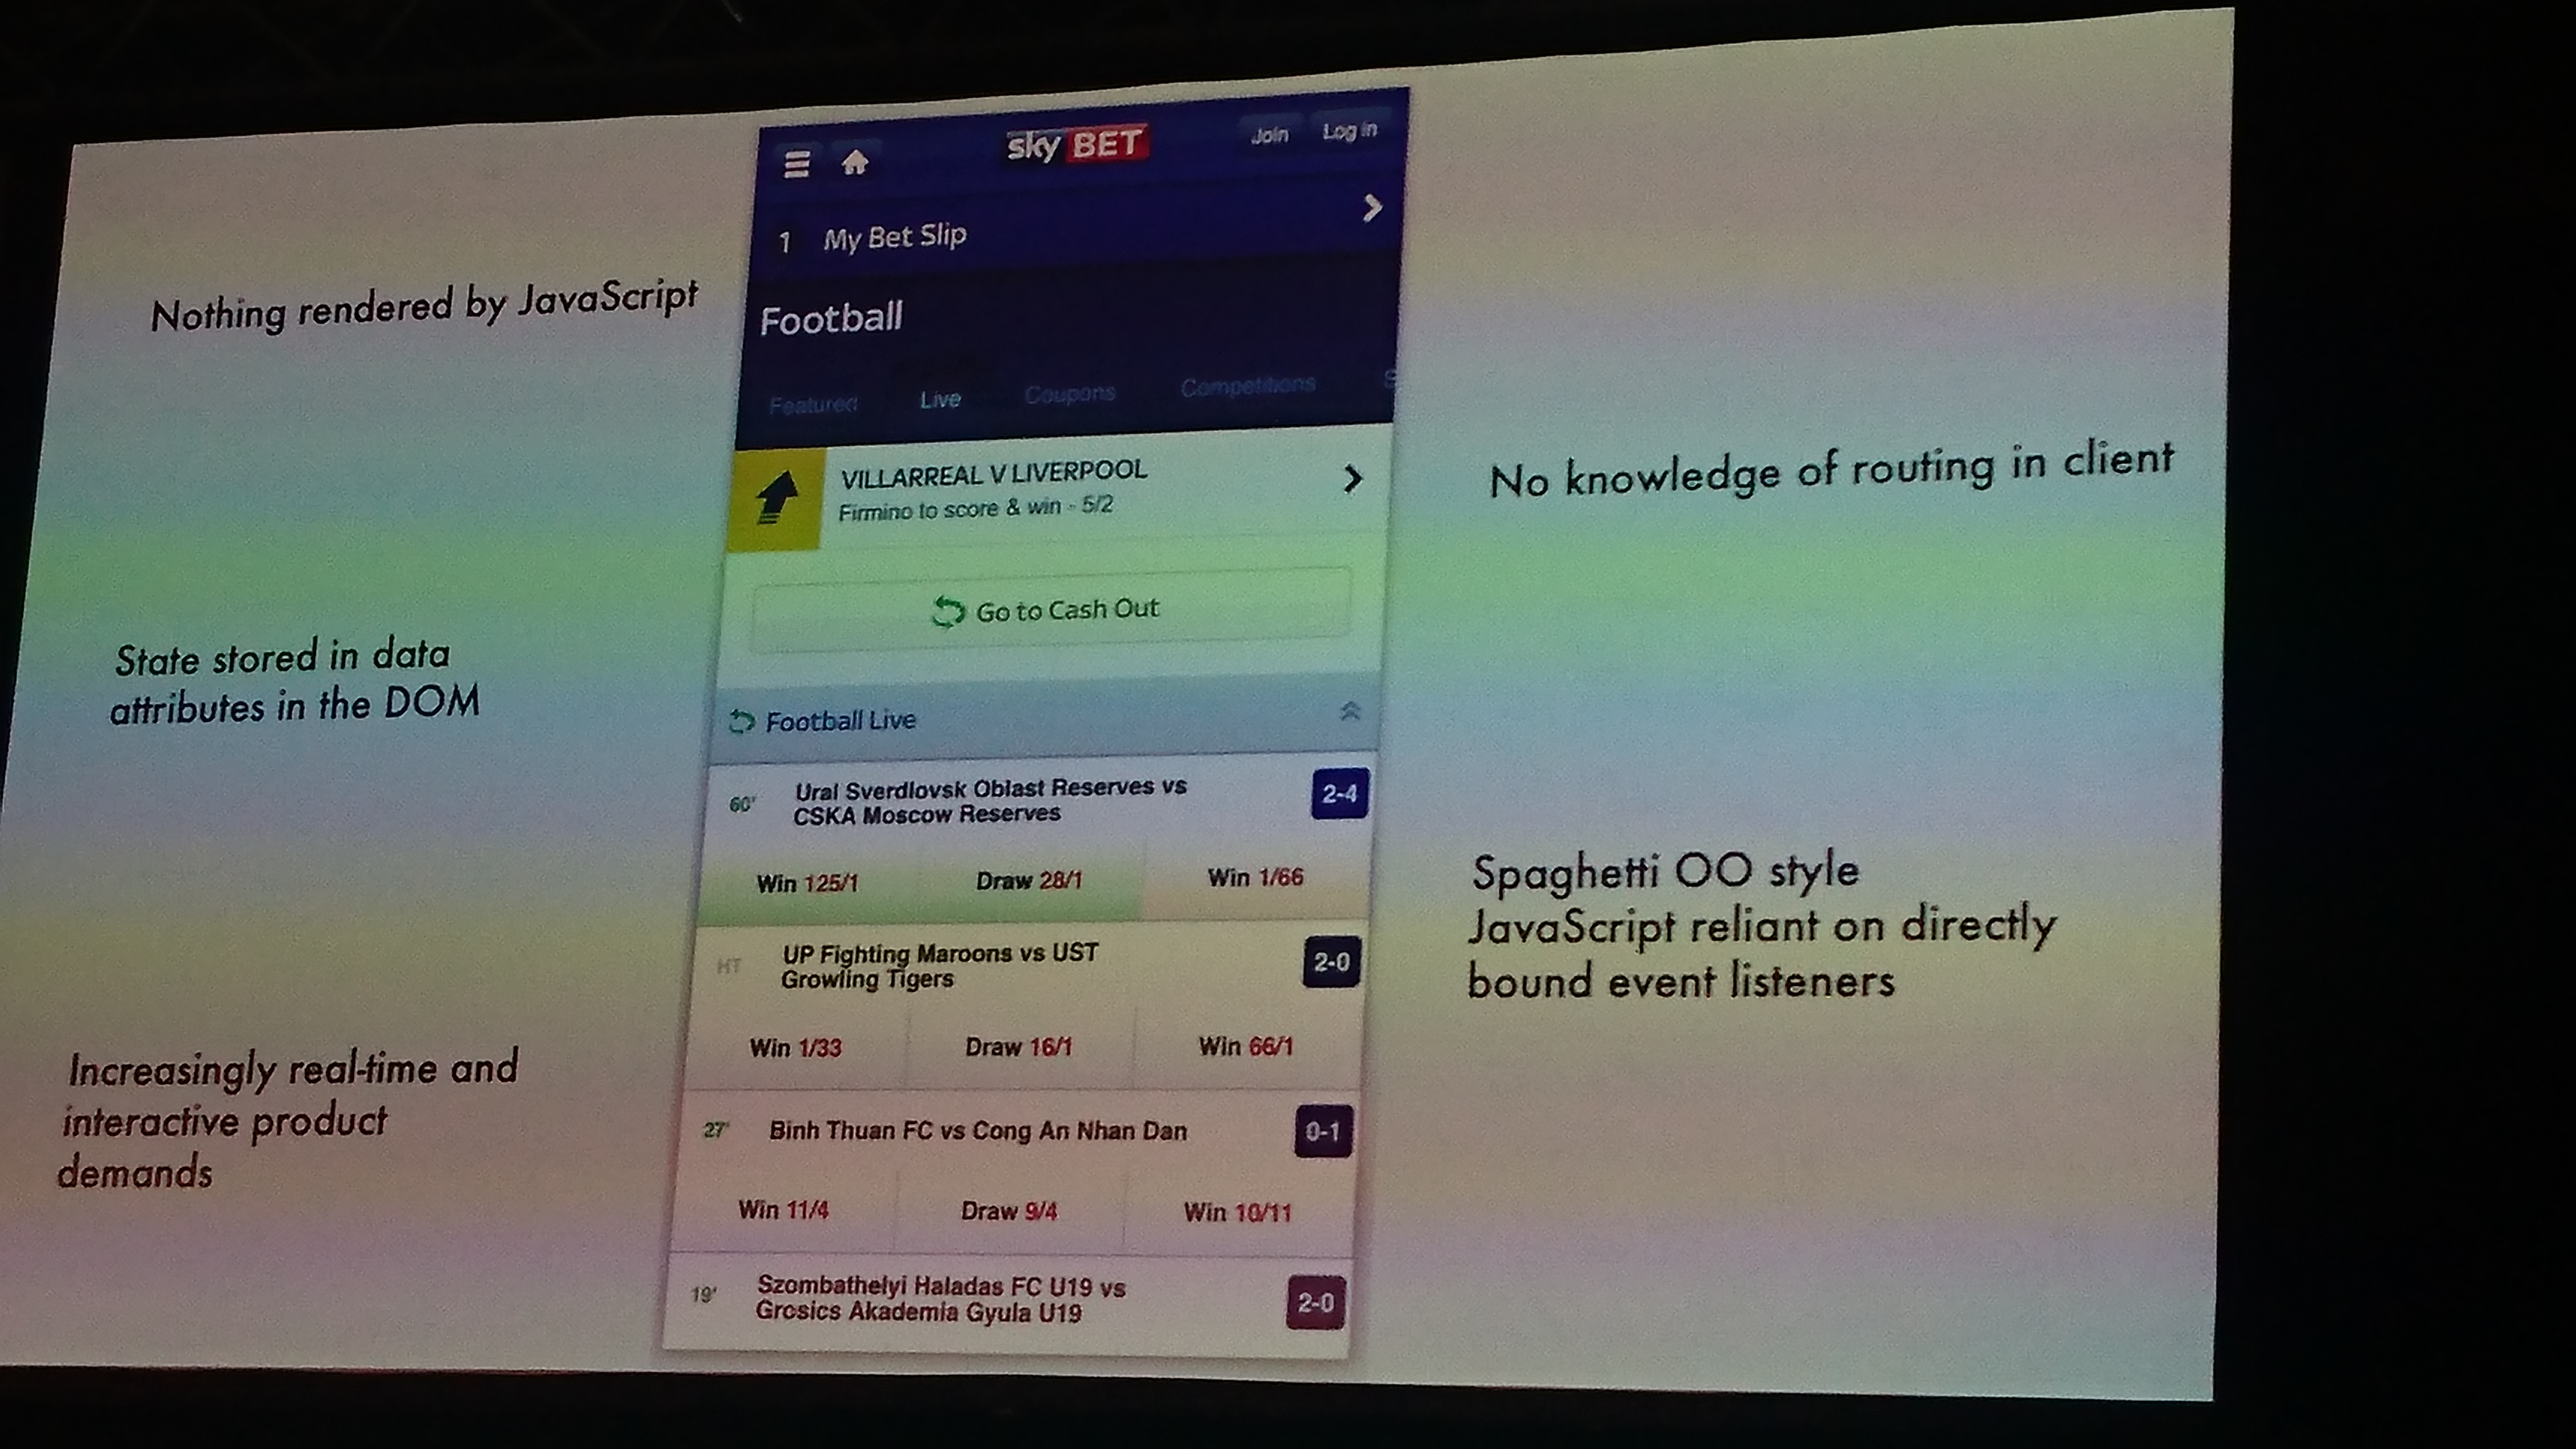 Nothing rendered by JavaScript
State stored in data
attributes in the DOM
Increasingly real-time and
interactive product
demands
sky BET
Join
Log in
1 My Bet Slip
Football
Featured Live Coupons Competitions S
VILLARREAL V LIVERPOOL
Firmino to score & win - 5/2
Go to Cash Out
Football Live
60' Ural Sverdlovsk Oblast Reserves vs
CSKA Moscow Reserves
2-4
Win 125/1 Draw 28/1 Win 1/66
HT UP Fighting Maroons vs UST
Growling Tigers
2-0
Win 1/33 Draw 16/1 Win 66/1
27' Binh Thuan FC vs Cong An Nhan Dan 0-1
Win 11/4 Draw 9/4 Win 10/11
19' Szombathelyi Haladas FC U19 vs
Grosics Akademia Gyula U19
2-0
No knowledge of routing in client
Spaghetti OO style
JavaScript reliant on directly
bound event listeners